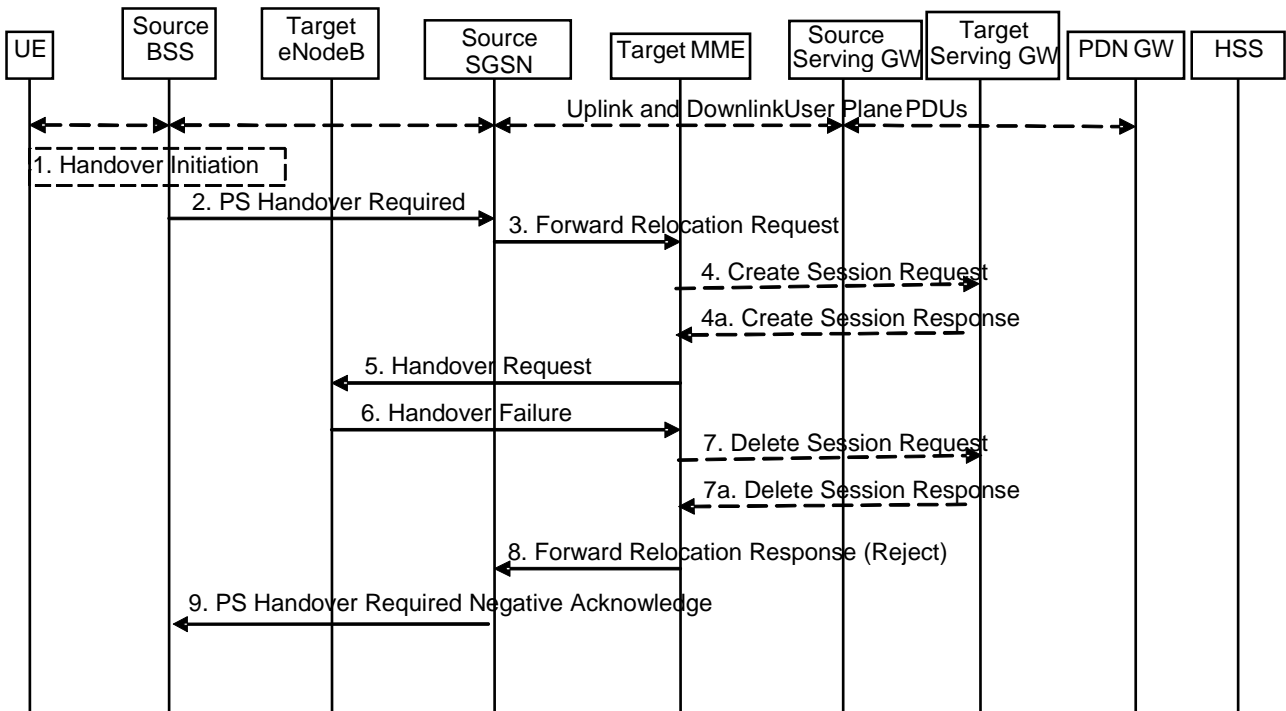 UE
Source
BSS
Target
eNodeB
Source
SGSN
Target MME
Source
Serving GW
Target
Serving GW
PDN GW
HSS
Uplink and DownlinkUser Plane PDUs
1. Handover Initiation
2. PS Handover Required
3. Forward Relocation Request
4. Create Session Request
4a. Create Session Response
5. Handover Request
6. Handover Failure
7. Delete Session Request
7a. Delete Session Response
8. Forward Relocation Response (Reject)
9. PS Handover Required Negative Acknowledge